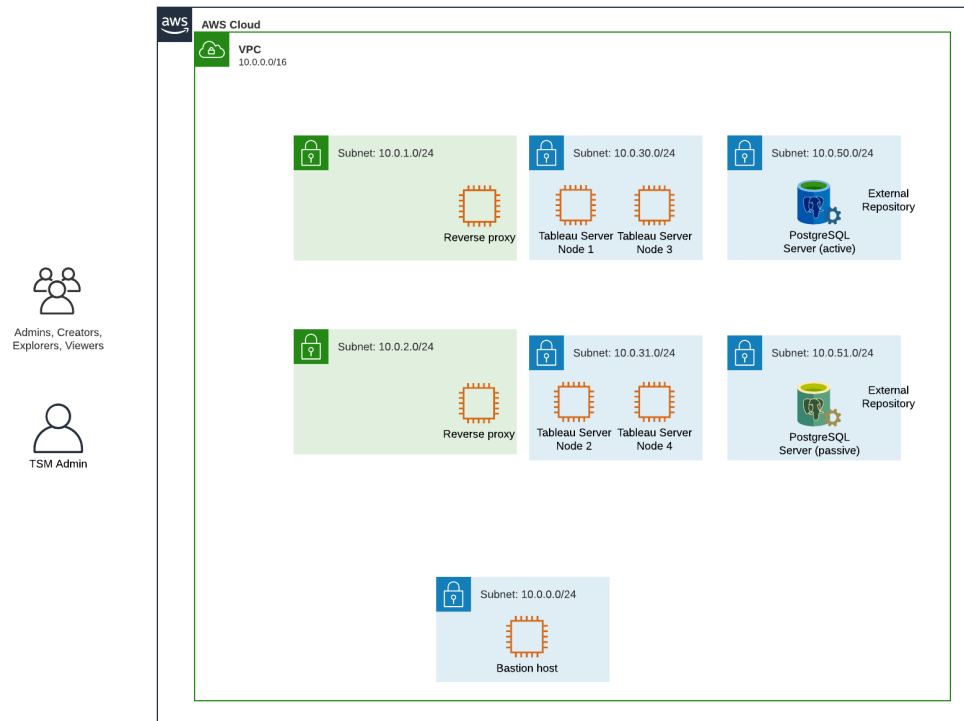 aws
AWS Cloud
VPC
10.0.0.0/16
Subnet: 10.0.1.0/24
Reverse proxy
Subnet: 10.0.30.0/24
Tableau Server
Node 1
Tableau Server
Node 3
Subnet: 10.0.50.0/24
External
Repository
PostgreSQL
Server (active)
Admins, Creators,
Explorers, Viewers
Subnet: 10.0.2.0/24
Reverse proxy
Subnet: 10.0.31.0/24
Tableau Server
Node 2
Tableau Server
Node 4
Subnet: 10.0.51.0/24
External
Repository
PostgreSQL
Server (passive)
TSM Admin
Subnet: 10.0.0.0/24
Bastion host